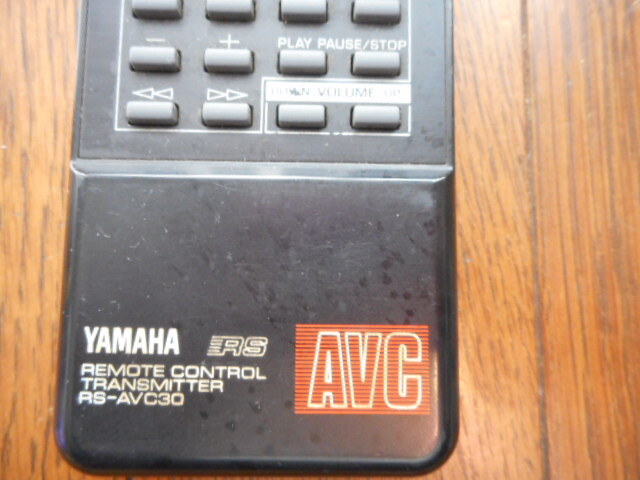 − +
PLAY PAUSE/STOP
DOWN VOLUME UP
YAMAHA RS
REMOTE CONTROL
TRANSMITTER
RS-AVC30
AVC